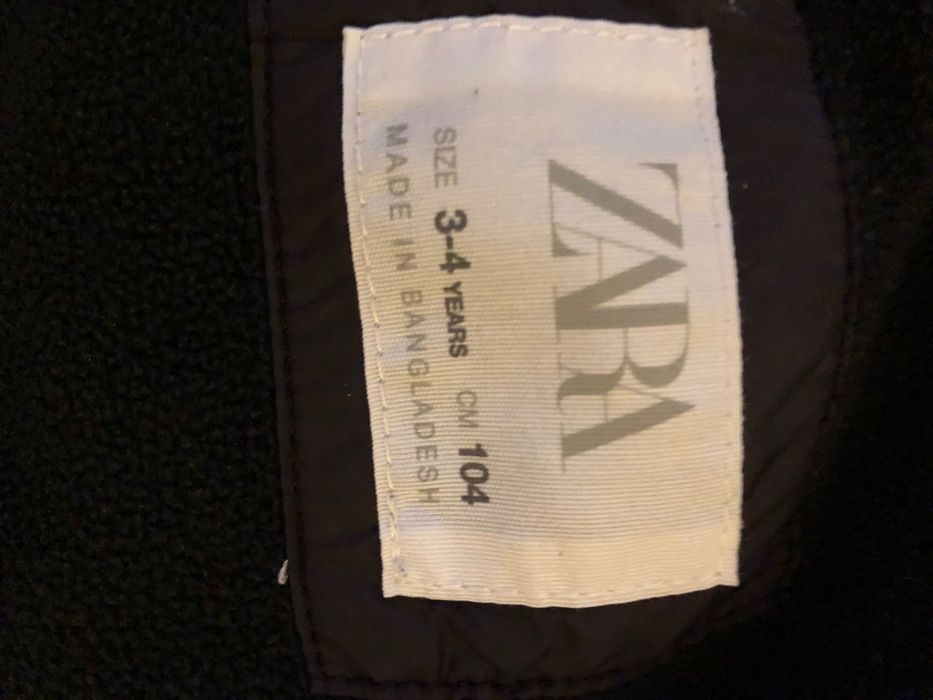 ZARA
SIZE 3-4 YEARS CM 104
MADE IN BANGLADESH